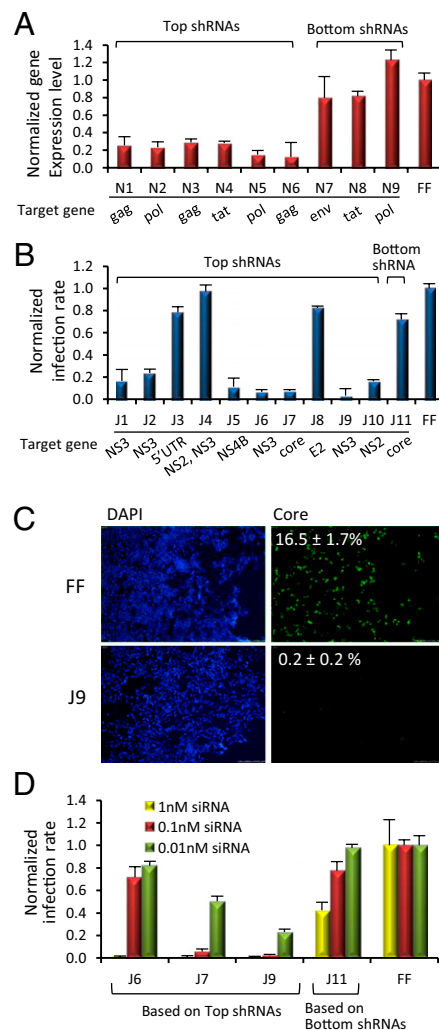 A
Top shRNAs
Bottom shRNAs
Normalized gene
Expression level
1.4
1.2
1.0
0.8
0.6
0.4
0.2
0.0
N1 N2 N3 N4 N5 N6 N7 N8 N9 FF
Target gene gag pol gag tat pol gag env tat pol
B
Top shRNAs
Bottom
shRNA
Normalized
infection rate
1.2
1.0
0.8
0.6
0.4
0.2
0.0
J1 J2 J3 J4 J5 J6 J7 J8 J9 J10 J11 FF
Target gene NS3 NS3 5'UTR NS2, NS3 NS4B NS3 core E2 NS3 NS2 core
C
DAPI Core
FF
16.5 ± 1.7%
J9
0.2 ± 0.2 %
D
Normalized
infection rate
1.4
1.2
1.0
0.8
0.6
0.4
0.2
0.0
1nM siRNA
0.1nM siRNA
0.01nM siRNA
J6 J7 J9 J11 FF
Based on Top shRNAs
Based on
Bottom shRNAs